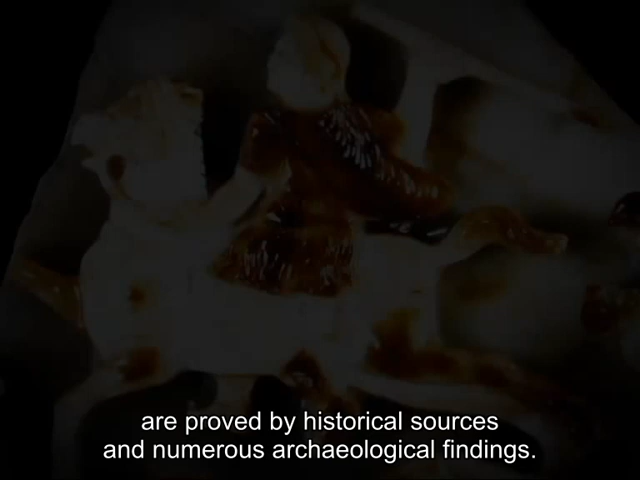 are proved by historical sources
and numerous archaeological findings.